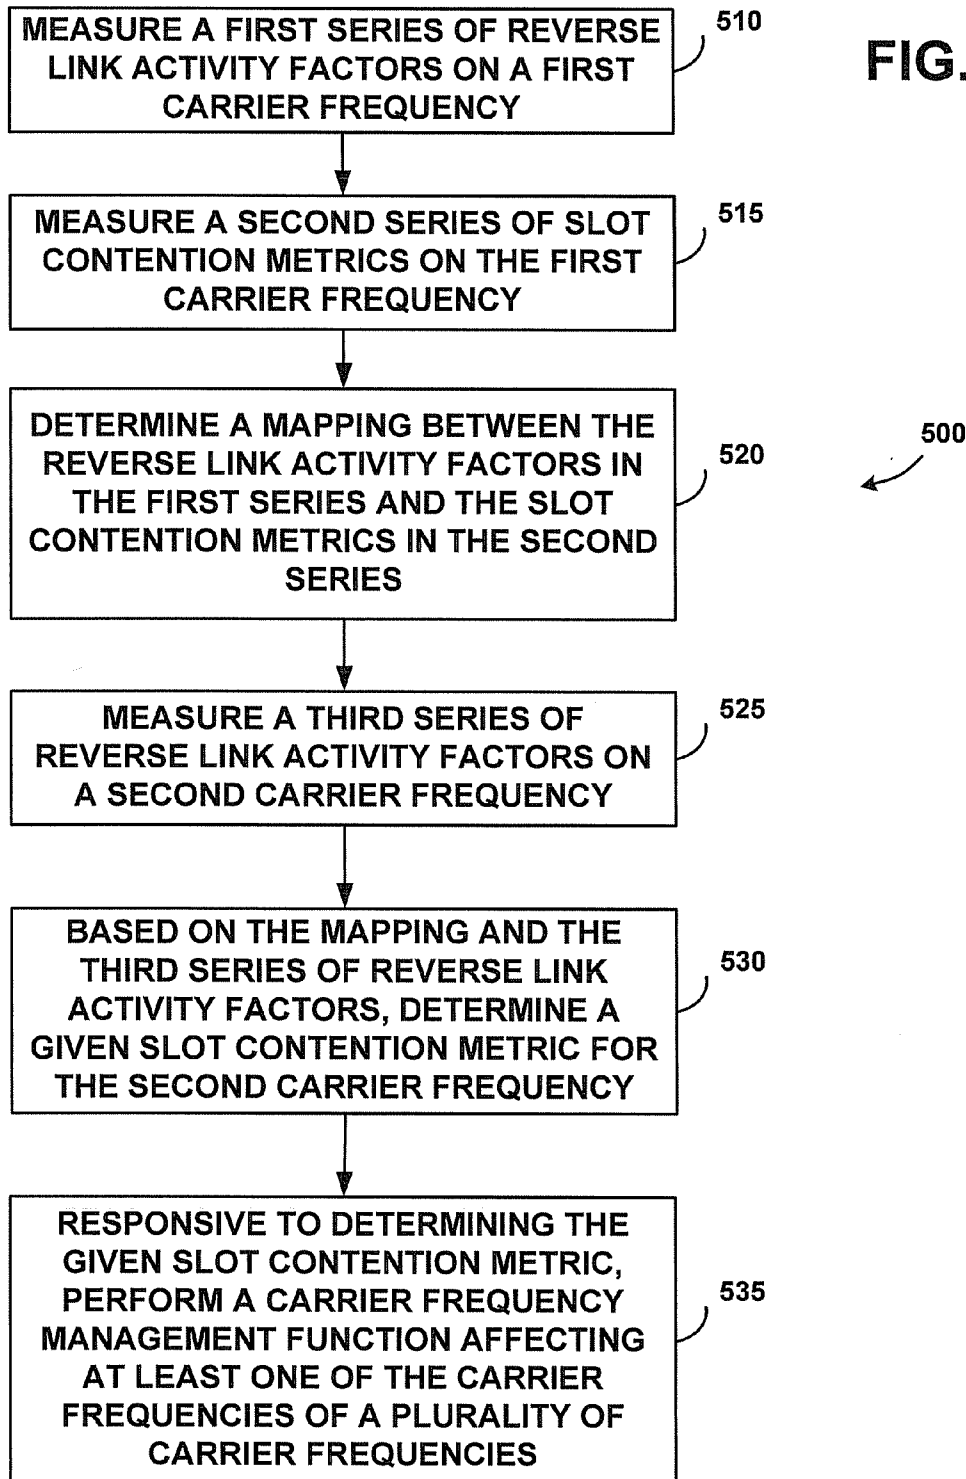 MEASURE A FIRST SERIES OF REVERSE
LINK ACTIVITY FACTORS ON A FIRST
CARRIER FREQUENCY
510
FIG.
MEASURE A SECOND SERIES OF SLOT
CONTENTION METRICS ON THE FIRST
CARRIER FREQUENCY
515
DETERMINE A MAPPING BETWEEN THE
REVERSE LINK ACTIVITY FACTORS IN
THE FIRST SERIES AND THE SLOT
CONTENTION METRICS IN THE SECOND
SERIES
520
500
MEASURE A THIRD SERIES OF
REVERSE LINK ACTIVITY FACTORS ON
A SECOND CARRIER FREQUENCY
525
BASED ON THE MAPPING AND THE
THIRD SERIES OF REVERSE LINK
ACTIVITY FACTORS, DETERMINE A
GIVEN SLOT CONTENTION METRIC FOR
THE SECOND CARRIER FREQUENCY
530
RESPONSIVE TO DETERMINING THE
GIVEN SLOT CONTENTION METRIC,
PERFORM A CARRIER FREQUENCY
MANAGEMENT FUNCTION AFFECTING
AT LEAST ONE OF THE CARRIER
FREQUENCIES OF A PLURALITY OF
CARRIER FREQUENCIES
535